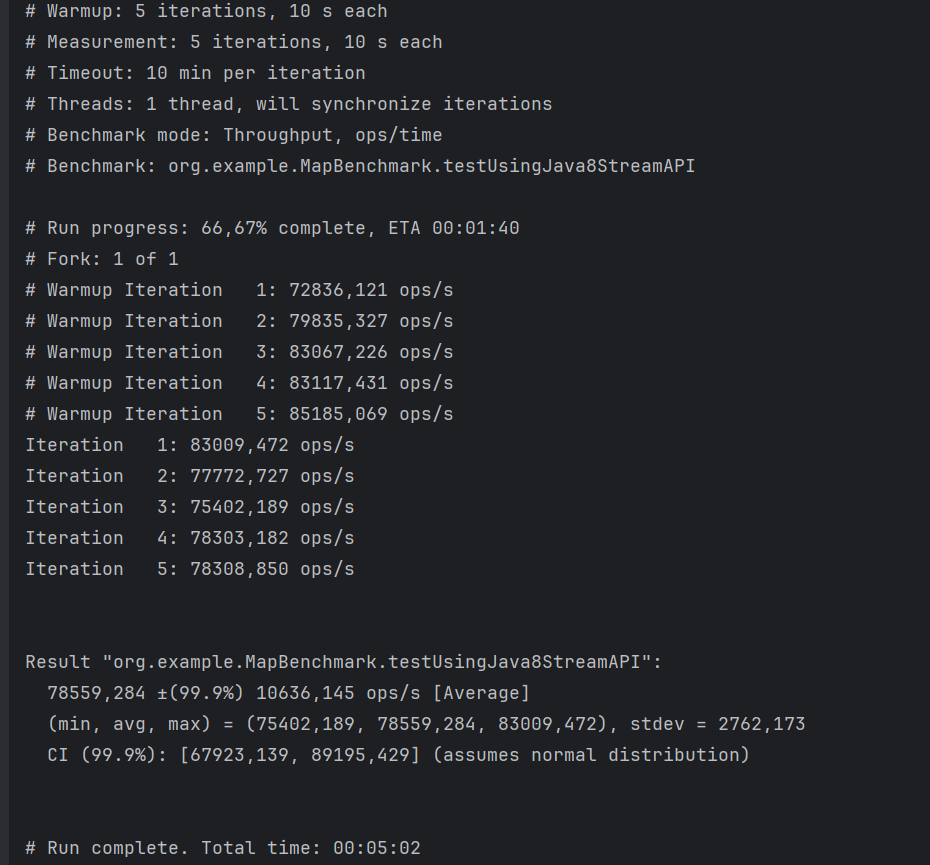 # Warmup: 5 iterations, 10 s each
# Measurement: 5 iterations, 10 s each
# Timeout: 10 min per iteration
# Threads: 1 thread, will synchronize iterations
# Benchmark mode: Throughput, ops/time
# Benchmark: org.example.MapBenchmark.testUsingJava8StreamAPI
# Run progress: 66,67% complete, ETA 00:01:40
# Fork: 1 of 1
# Warmup Iteration   1: 72836,121 ops/s
# Warmup Iteration   2: 79835,327 ops/s
# Warmup Iteration   3: 83067,226 ops/s
# Warmup Iteration   4: 83117,431 ops/s
# Warmup Iteration   5: 85185,069 ops/s
Iteration   1: 83009,472 ops/s
Iteration   2: 77772,727 ops/s
Iteration   3: 75402,189 ops/s
Iteration   4: 78303,182 ops/s
Iteration   5: 78308,850 ops/s
Result "org.example.MapBenchmark.testUsingJava8StreamAPI":
  78559,284 ±(99.9%) 10636,145 ops/s [Average]
  (min, avg, max) = (75402,189, 78559,284, 83009,472), stdev = 2762,173
  CI (99.9%): [67923,139, 89195,429] (assumes normal distribution)
# Run complete. Total time: 00:05:02